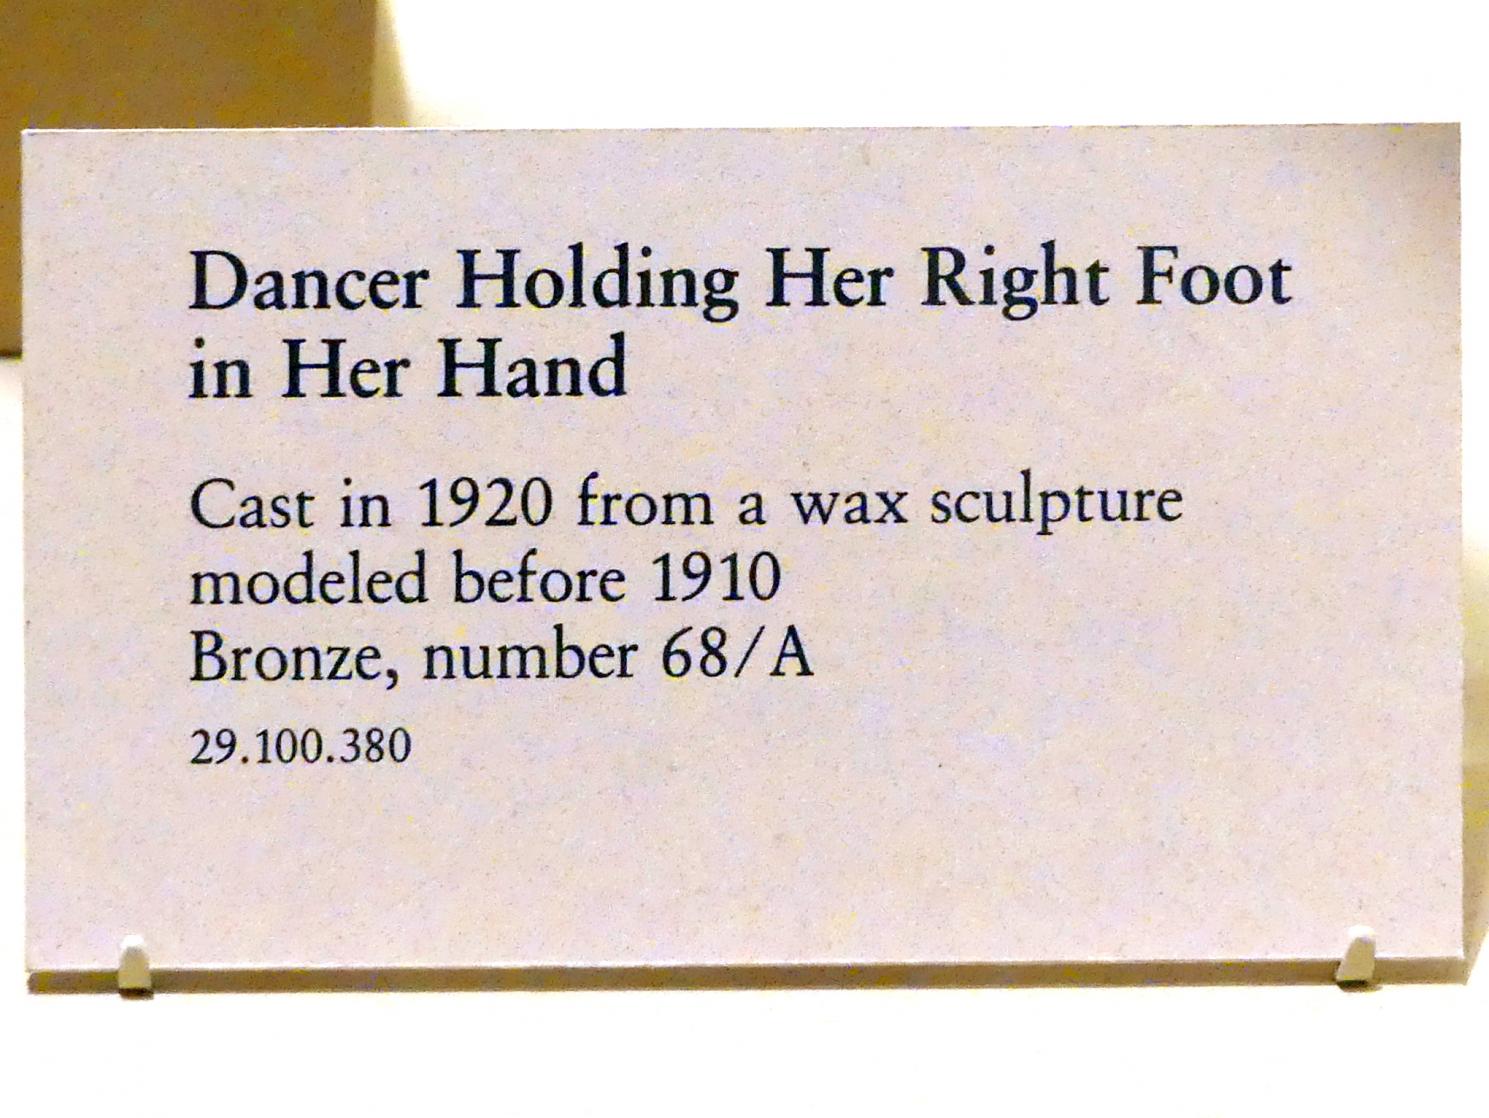 Dancer Holding Her Right Foot
in Her Hand
Cast in 1920 from a wax sculpture
modeled before 1910
Bronze, number 68/A
29.100.380